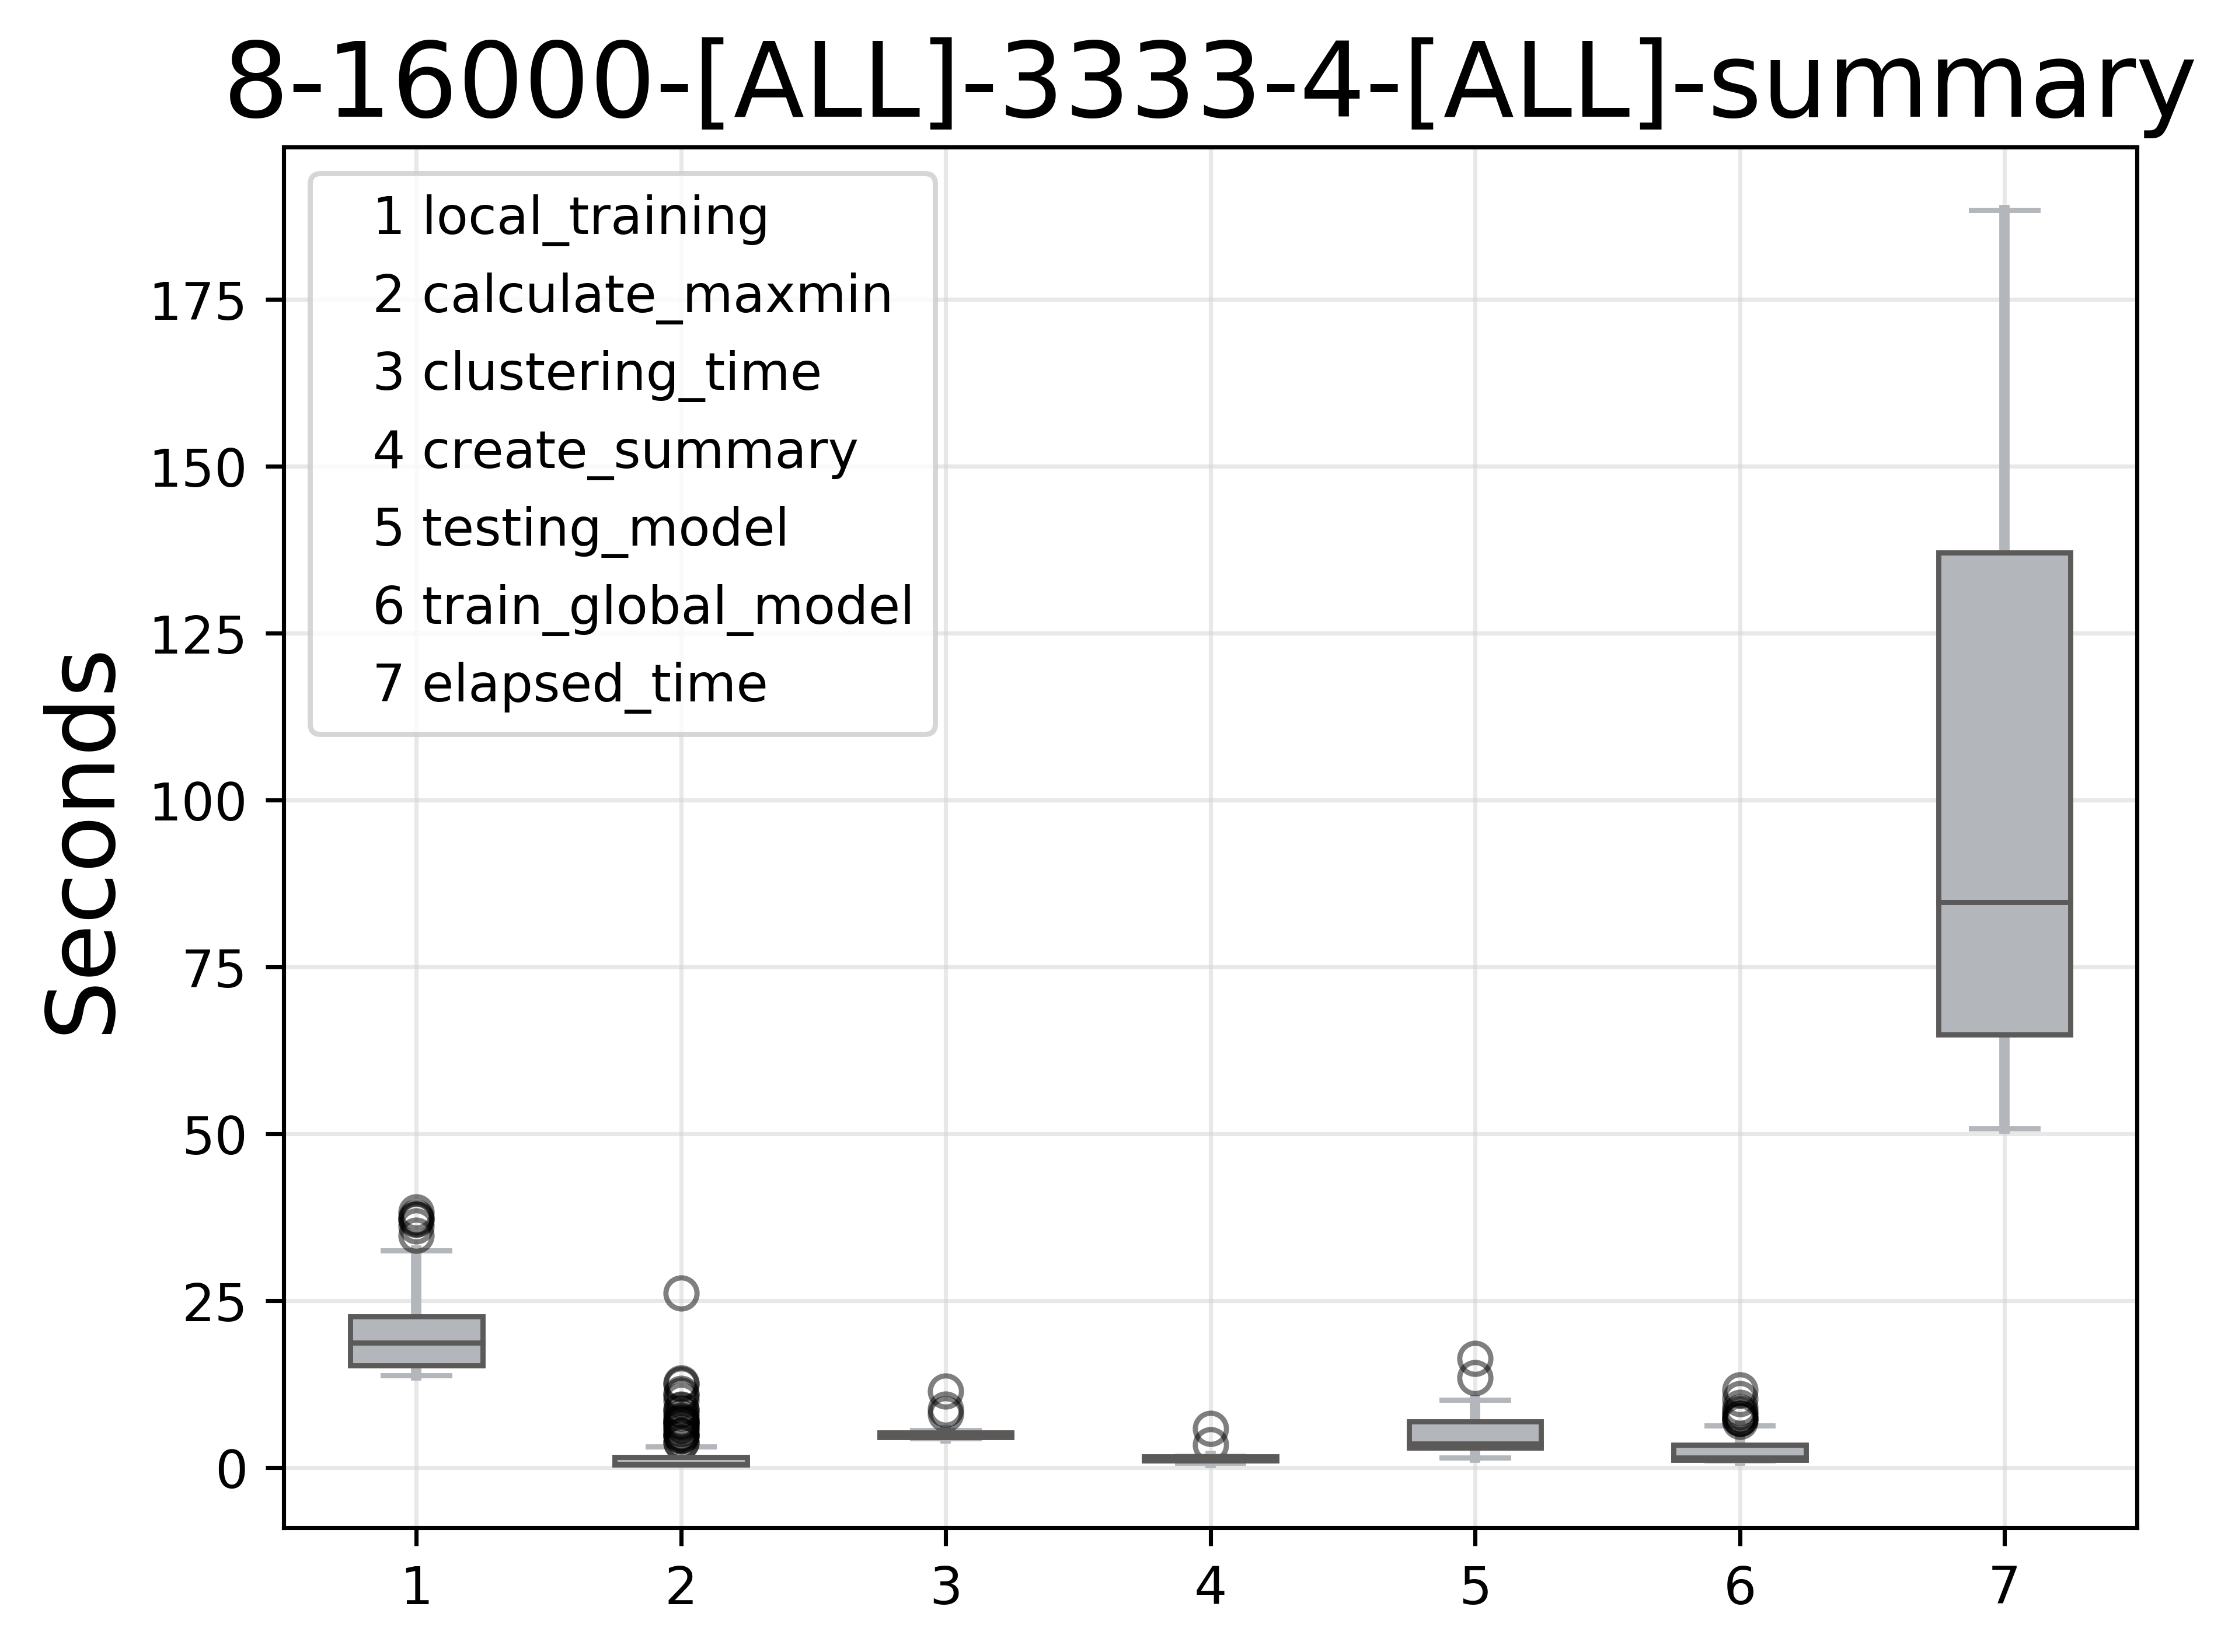 8-16000-[ALL]-3333-4-[ALL]-summary
1 local_training
2 calculate_maxmin
3 clustering_time
4 create_summary
5 testing_model
6 train_global_model
7 elapsed_time
Seconds
175
150
125
100
75
50
25
0
1 2 3 4 5 6 7